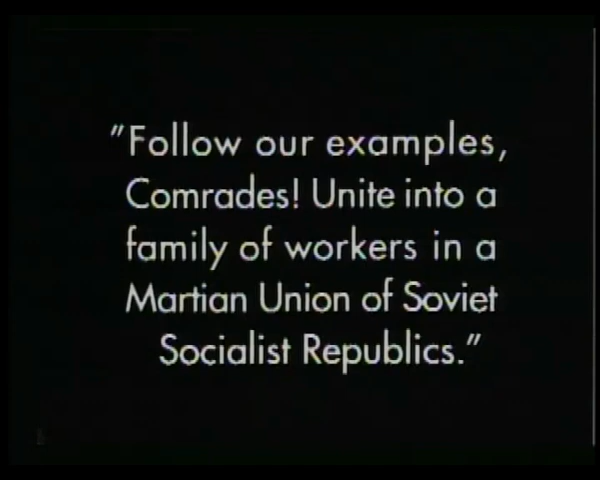 "Follow our examples,
Comrades! Unite into a
family of workers in a
Martian Union of Soviet
Socialist Republics."